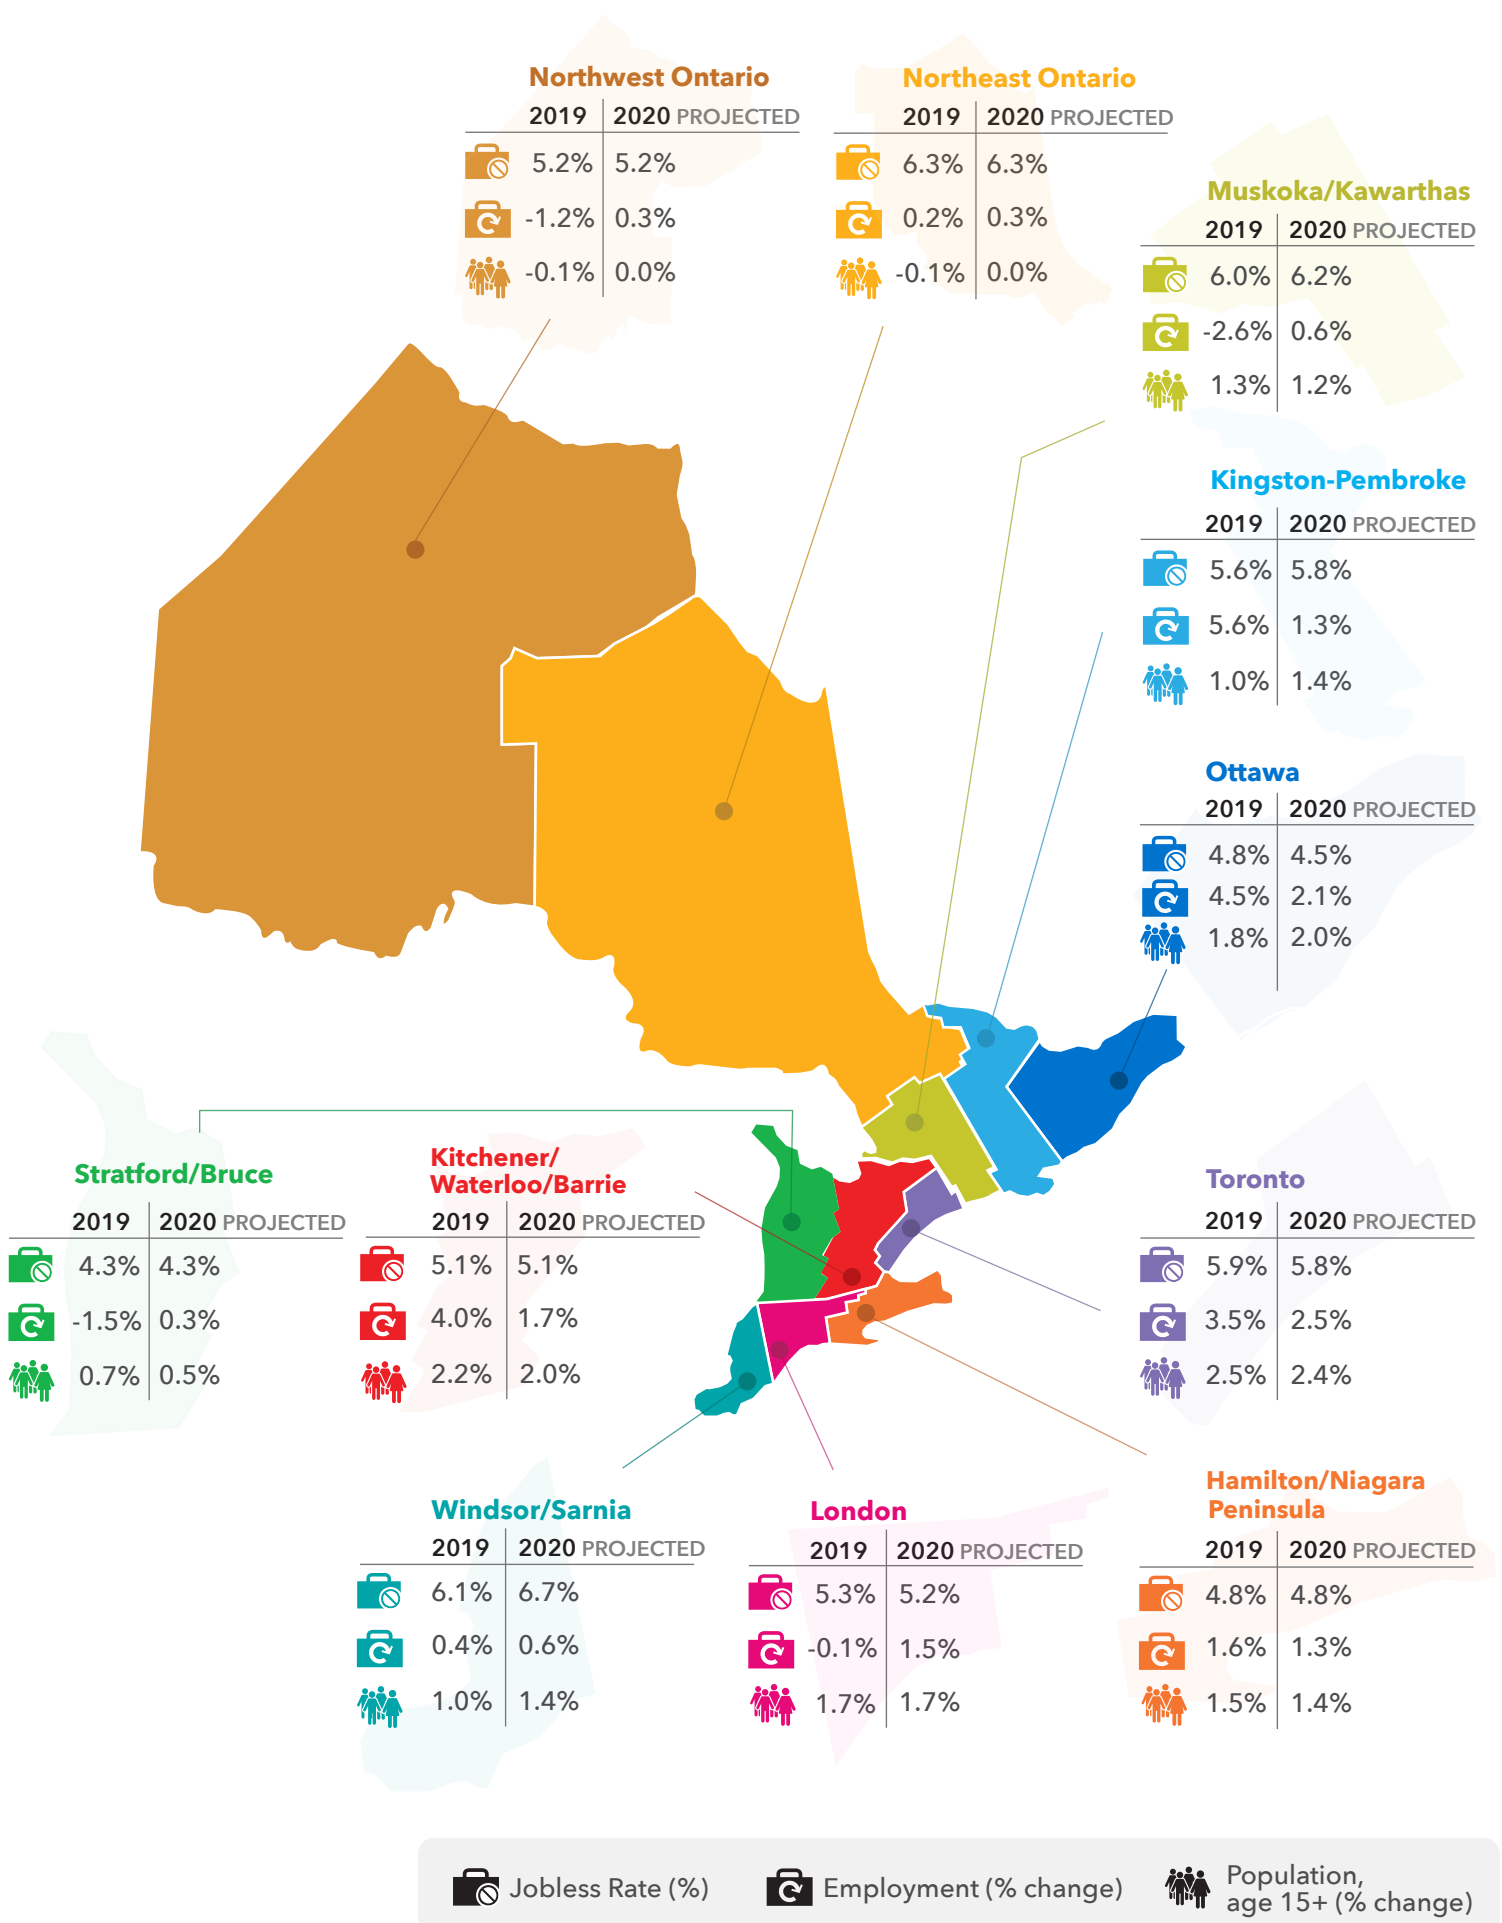 Northwest Ontario
2019 2020 PROJECTED
5.2% 5.2%
-1.2% 0.3%
-0.1% 0.0%
Northeast Ontario
2019 2020 PROJECTED
6.3% 6.3%
0.2% 0.3%
-0.1% 0.0%
Muskoka/Kawarthas
2019 2020 PROJECTED
6.0% 6.2%
-2.6% 0.6%
1.3% 1.2%
Kingston-Pembroke
2019 2020 PROJECTED
5.6% 5.8%
5.6% 1.3%
1.0% 1.4%
Ottawa
2019 2020 PROJECTED
4.8% 4.5%
4.5% 2.1%
1.8% 2.0%
Stratford/Bruce
2019 2020 PROJECTED
4.3% 4.3%
-1.5% 0.3%
0.7% 0.5%
Kitchener/
Waterloo/Barrie
2019 2020 PROJECTED
5.1% 5.1%
4.0% 1.7%
2.2% 2.0%
Toronto
2019 2020 PROJECTED
5.9% 5.8%
3.5% 2.5%
2.5% 2.4%
Windsor/Sarnia
2019 2020 PROJECTED
6.1% 6.7%
0.4% 0.6%
1.0% 1.4%
London
2019 2020 PROJECTED
5.3% 5.2%
-0.1% 1.5%
1.7% 1.7%
Hamilton/Niagara
Peninsula
2019 2020 PROJECTED
4.8% 4.8%
1.6% 1.3%
1.5% 1.4%
Jobless Rate (%)
Employment (% change)
Population,
age 15+ (% change)